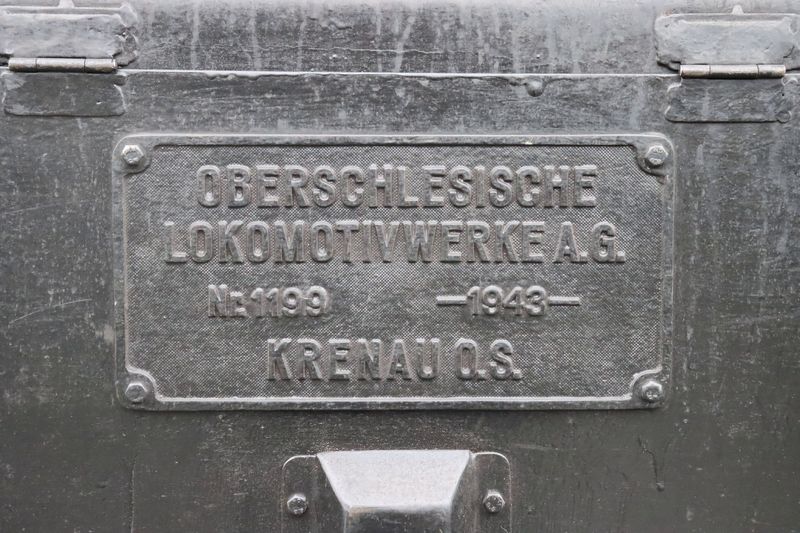 OBERSCHLESISCHE
LOKOMOTIVWERKE A.G.
Nr. 1199 —1943—
KRENAU O.S.